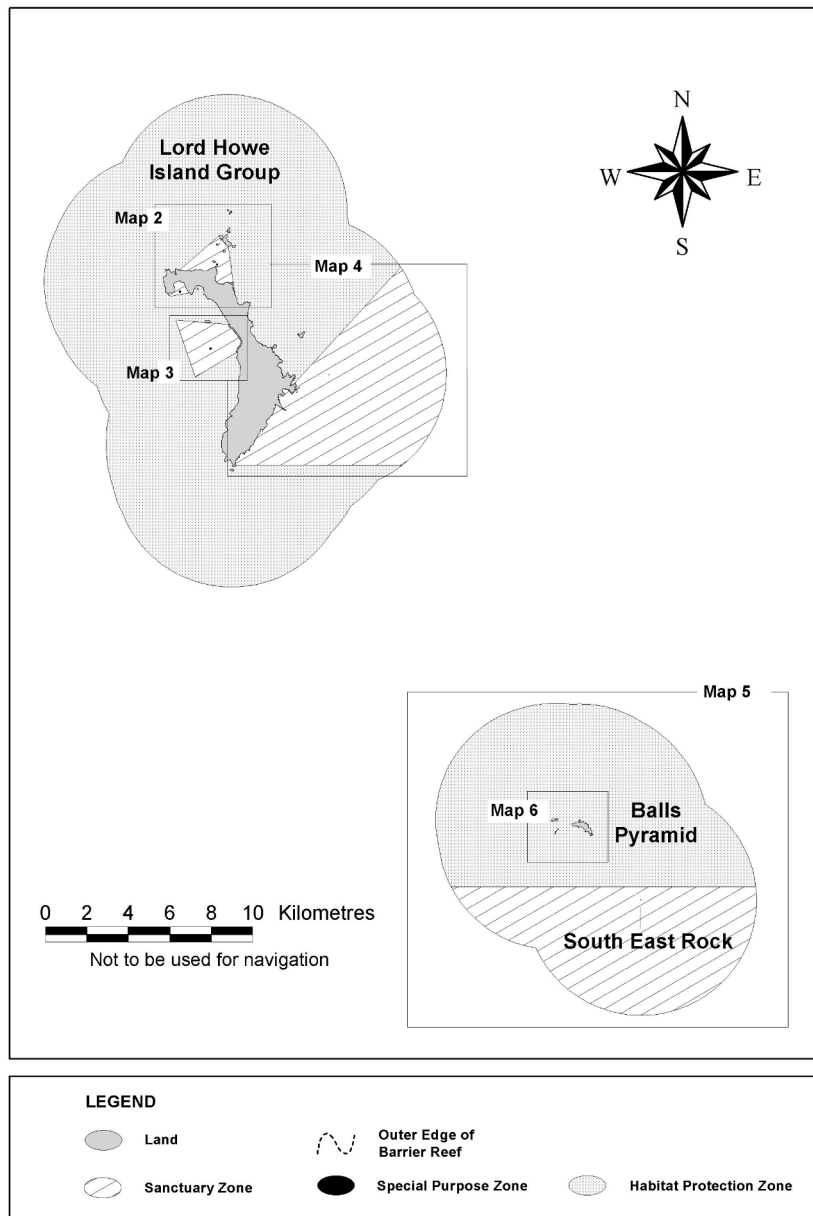 N
W
E
S
Lord Howe
Island Group
Map 2
Map 4
Map 3
Map 5
Map 6
Balls
Pyramid
South East Rock
0 2 4 6 8 10 Kilometres
Not to be used for navigation
LEGEND
Land
Outer Edge of
Barrier Reef
Sanctuary Zone
Special Purpose Zone
Habitat Protection Zone